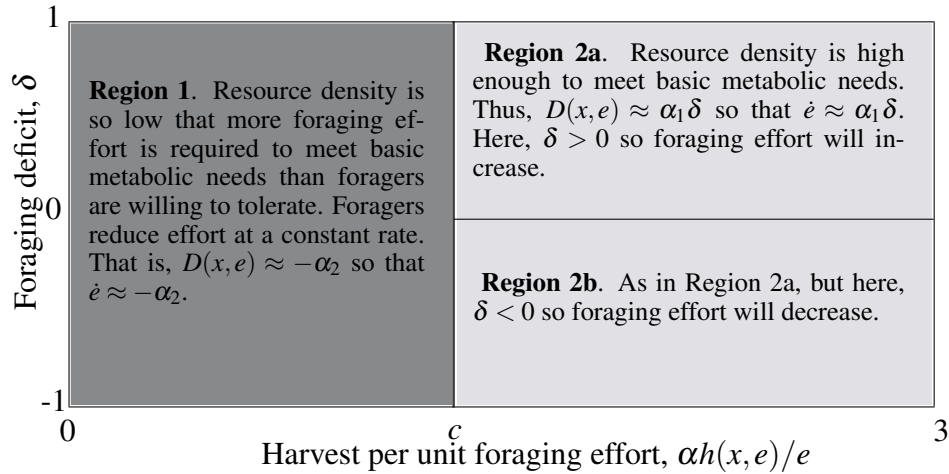 1
0
-1
Foraging deficit, δ
Region 1. Resource density is
so low that more foraging ef-
fort is required to meet basic
metabolic needs than foragers
are willing to tolerate. Foragers
reduce effort at a constant rate.
That is, D(x,e) ≈ −α₂ so that
ė ≈ −α₂.
Region 2a. Resource density is high
enough to meet basic metabolic needs.
Thus, D(x,e) ≈ α₁δ so that ė ≈ α₁δ.
Here, δ > 0 so foraging effort will in-
crease.
Region 2b. As in Region 2a, but here,
δ < 0 so foraging effort will decrease.
0
c
3
Harvest per unit foraging effort, αh(x,e)/e